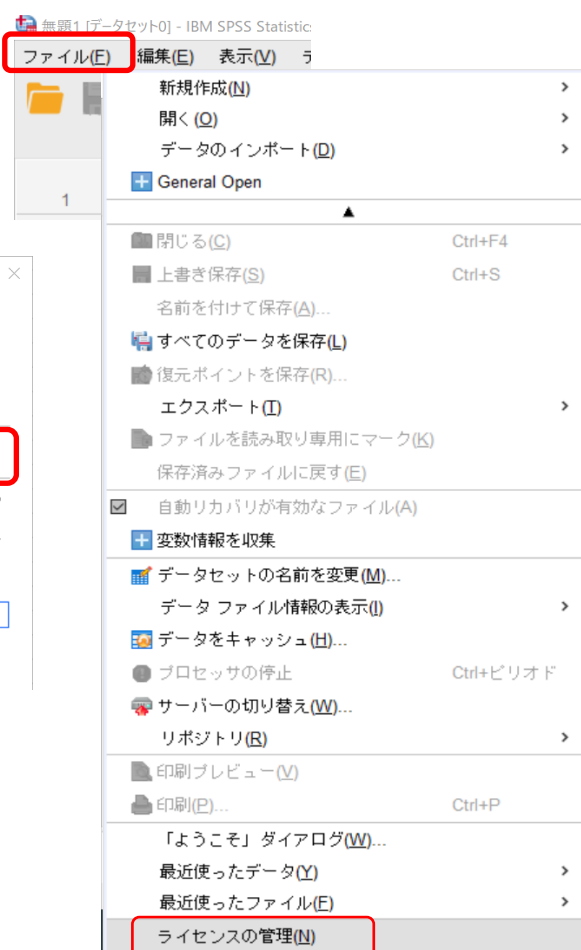 無題1 [データセット0] - IBM SPSS Statistics
ファイル(F) 編集(E) 表示(V)
新規作成(N)
開く(O)
データのインポート(D)
General Open
1
▲
閉じる(C) Ctrl+F4
上書き保存(S) Ctrl+S
名前を付けて保存(A)...
すべてのデータを保存(L)
復元ポイントを保存(R)...
エクスポート(T)
ファイルを読み取り専用にマーク(K)
保存済みファイルに戻す(E)
自動リカバリが有効なファイル(A)
変数情報を収集
データセットの名前を変更(M)...
データ ファイル情報の表示(I)
データをキャッシュ(H)...
プロセッサの停止 Ctrl+ピリオド
サーバーの切り替え(W)...
リポジトリ(R)
印刷プレビュー(V)
印刷(P)... Ctrl+P
「ようこそ」ダイアログ(W)...
最近使ったデータ(Y)
最近使ったファイル(F)
ライセンスの管理(N)